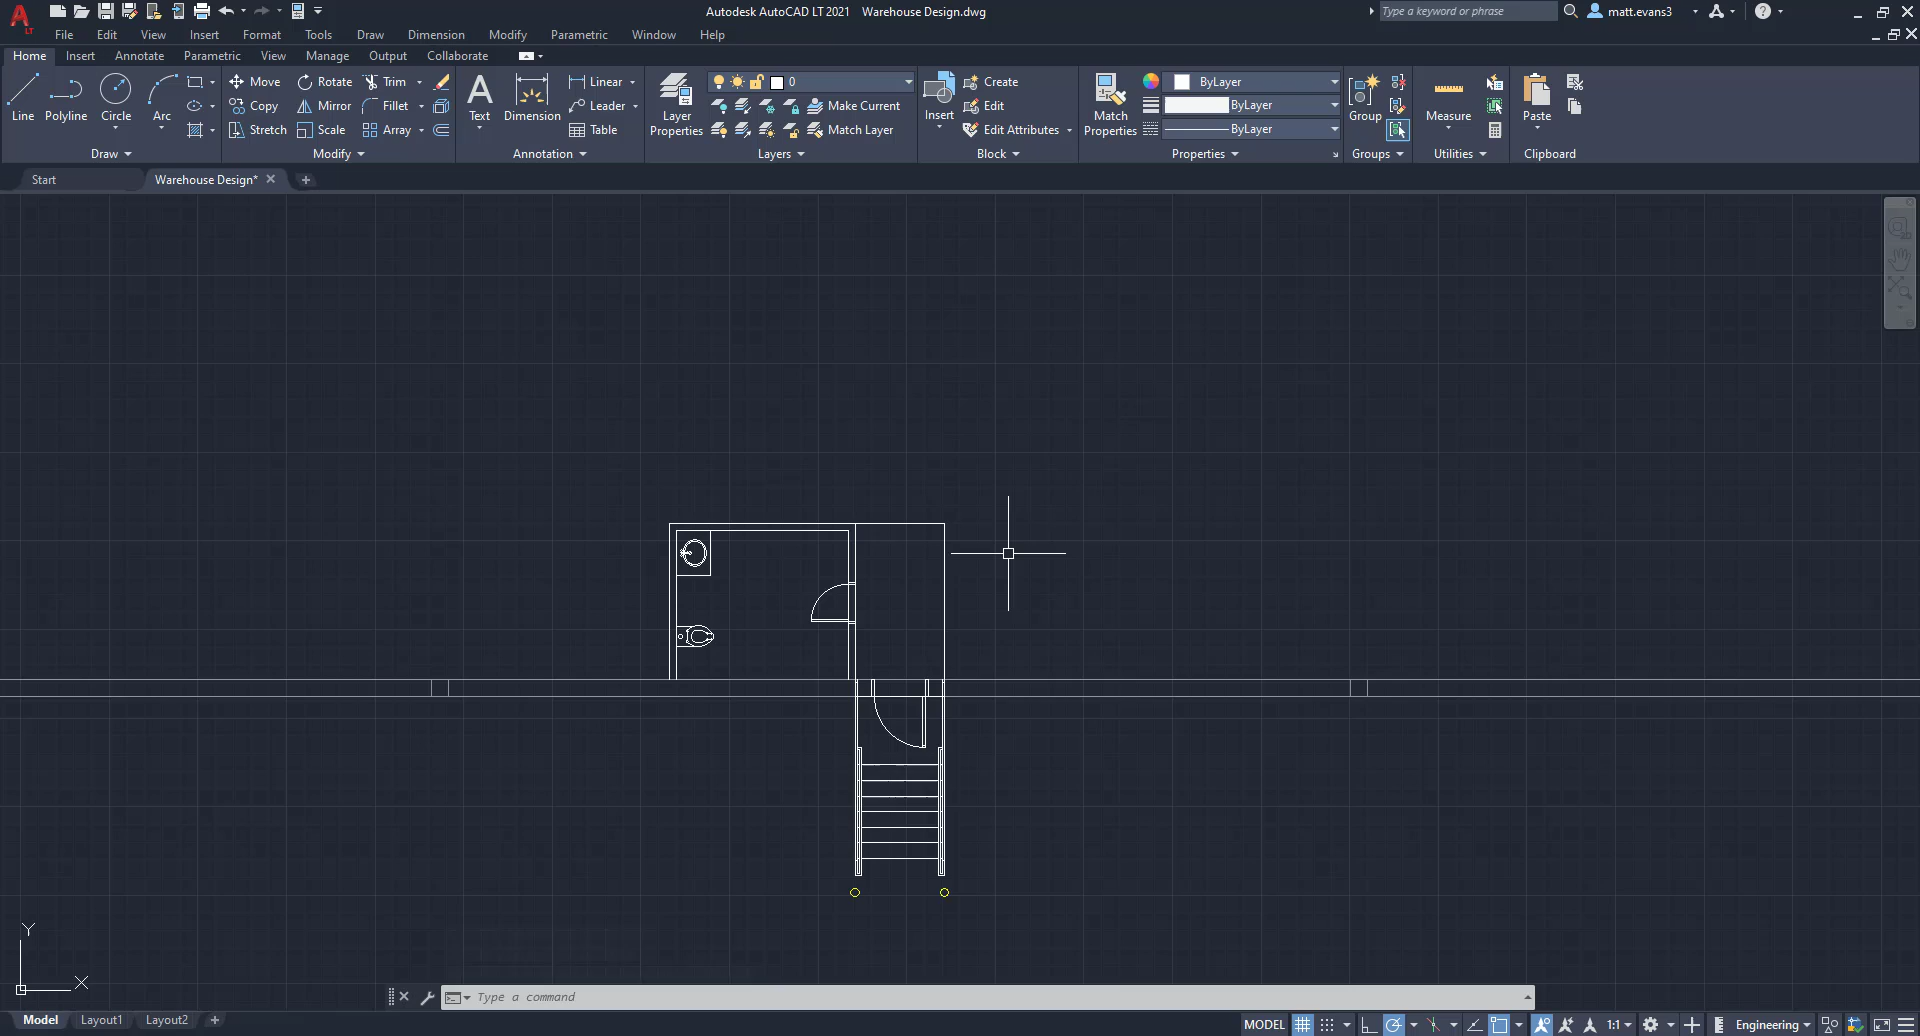 LT
Autodesk AutoCAD LT 2021 Warehouse Design.dwg
Type a keyword or phrase
matt.evans3
File Edit View Insert Format Tools Draw Dimension Modify Parametric Window Help
Home Insert Annotate Parametric View Manage Output Collaborate
Line Polyline Circle Arc
Draw
Move Rotate Trim
Copy Mirror Fillet
Stretch Scale Array
Modify
A
Text Dimension
Linear
Leader
Table
Annotation
Layer Properties
0
Make Current
Match Layer
Layers
Insert
Create
Edit
Edit Attributes
Block
Match Properties
ByLayer
ByLayer
ByLayer
Properties
Group
Groups
Measure
Utilities
Paste
Clipboard
Start Warehouse Design*
Y
X
Type a command
Model Layout1 Layout2
MODEL 1:1 Engineering